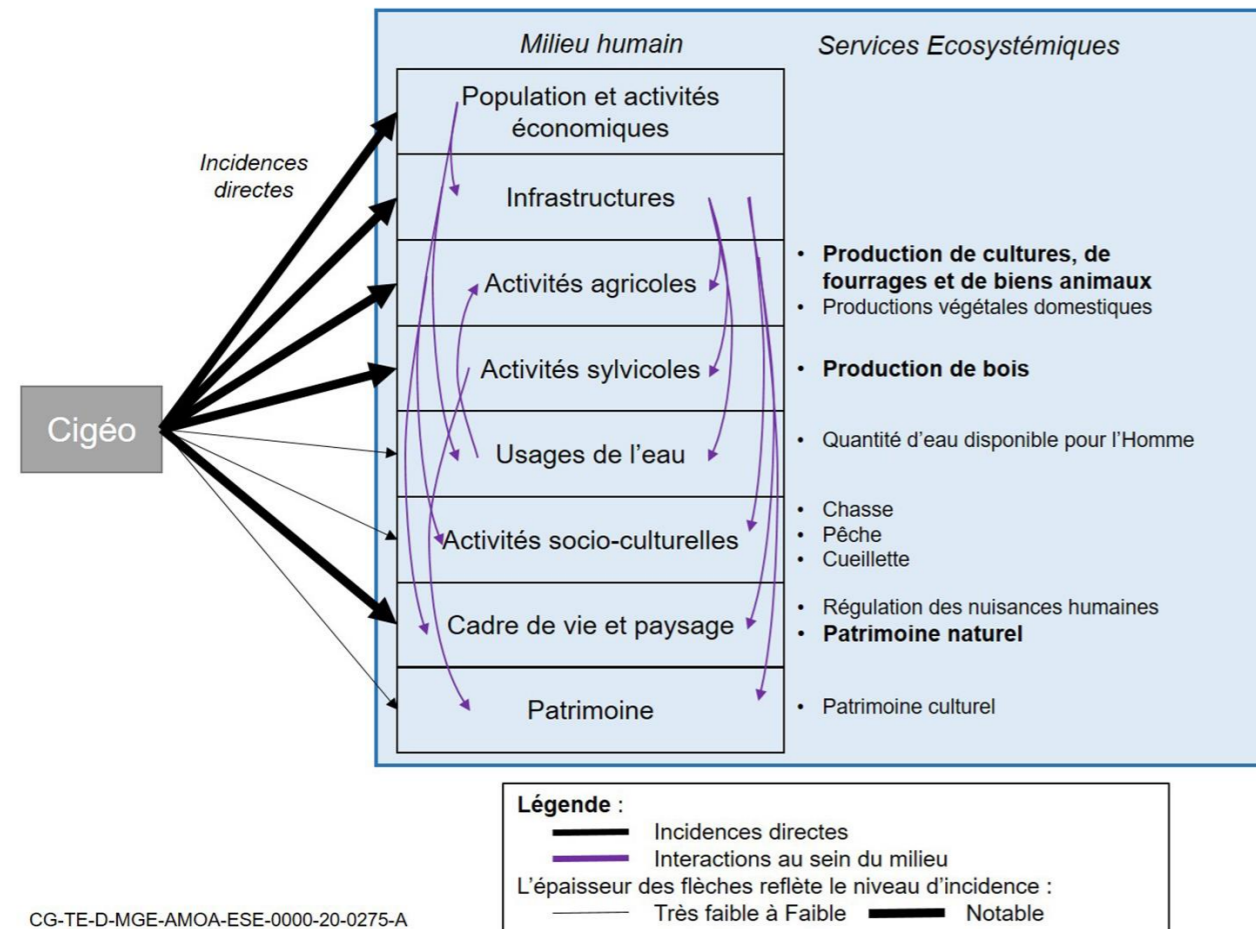 Milieu humain
Services Ecosystémiques
Population et activités
économiques
Incidences
directes
Infrastructures
Activités agricoles
• Production de cultures, de
fourrages et de biens animaux
• Productions végétales domestiques
Activités sylvicoles
• Production de bois
Cigéo
Usages de l’eau
• Quantité d’eau disponible pour l’Homme
Activités socio-culturelles
• Chasse
• Pêche
• Cueillette
Cadre de vie et paysage
• Régulation des nuisances humaines
• Patrimoine naturel
Patrimoine
• Patrimoine culturel
Légende :
Incidences directes
Interactions au sein du milieu
L’épaisseur des flèches reflète le niveau d’incidence :
Très faible à Faible
Notable
CG-TE-D-MGE-AMOA-ESE-0000-20-0275-A